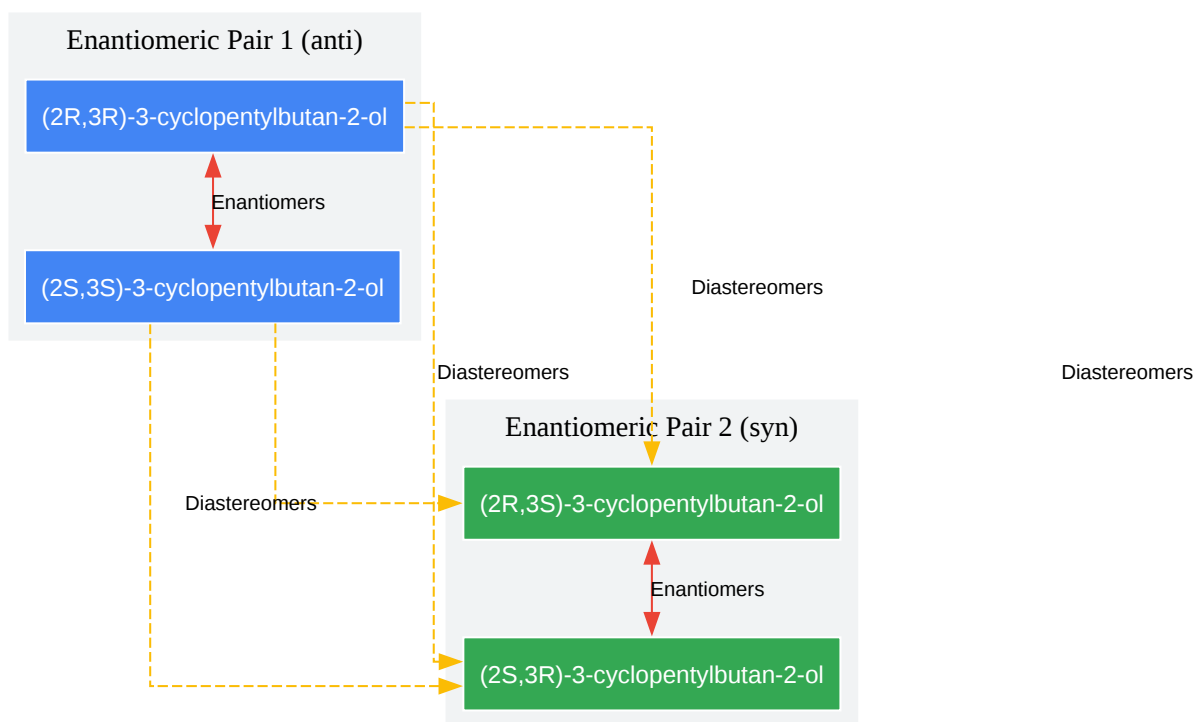 Enantiomeric Pair 1 (anti)
(2R,3R)-3-cyclopentylbutan-2-ol
Enantiomers
(2S,3S)-3-cyclopentylbutan-2-ol
Diastereomers
Diastereomers
Diastereomers
Enantiomeric Pair 2 (syn)
(2R,3S)-3-cyclopentylbutan-2-ol
Diastereomers
Enantiomers
(2S,3R)-3-cyclopentylbutan-2-ol